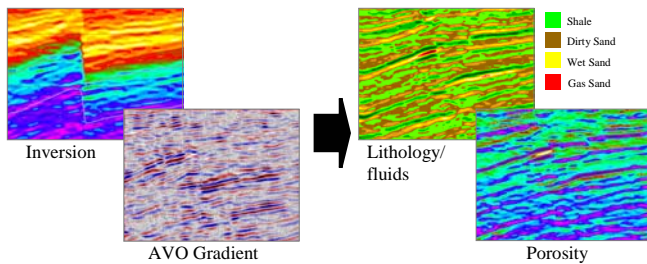 Shale
Dirty Sand
Wet Sand
Gas Sand
Inversion
Lithology/
fluids
AVO Gradient
Porosity